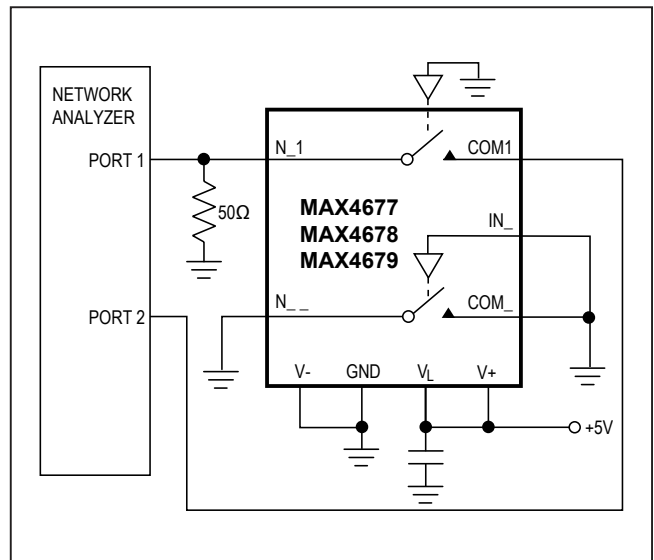 NETWORK
ANALYZER
PORT 1
N_1
COM1
50Ω
MAX4677
MAX4678
MAX4679
IN_
PORT 2
N_ _
COM_
V-
GND
VL
V+
+5V